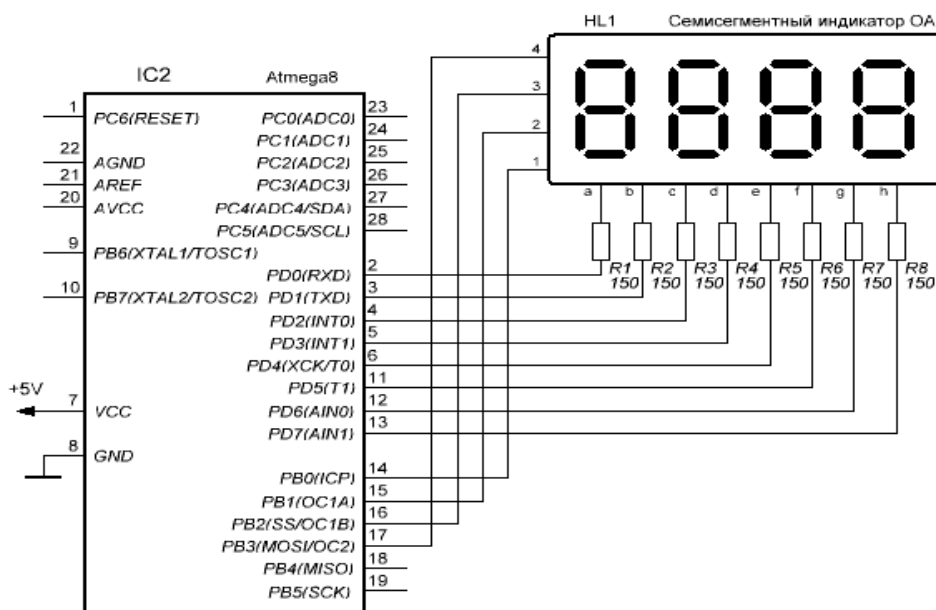 HL1 Семисегментный индикатор ОА
IC2 Atmega8
4
3
2
1
a b c d e f g h
1 PC6(RESET)
22 AGND
21 AREF
20 AVCC
9 PB6(XTAL1/TOSC1)
10 PB7(XTAL2/TOSC2)
+5V
7 VCC
8 GND
PC0(ADC0) 23
PC1(ADC1) 24
PC2(ADC2) 25
PC3(ADC3) 26
PC4(ADC4/SDA) 27
PC5(ADC5/SCL) 28
PD0(RXD) 2
PD1(TXD) 3
PD2(INT0) 4
PD3(INT1) 5
PD4(XCK/T0) 6
PD5(T1) 11
PD6(AIN0) 12
PD7(AIN1) 13
PB0(ICP) 14
PB1(OC1A) 15
PB2(SS/OC1B) 16
PB3(MOSI/OC2) 17
PB4(MISO) 18
PB5(SCK) 19
R1 R2 R3 R4 R5 R6 R7 R8
150 150 150 150 150 150 150 150